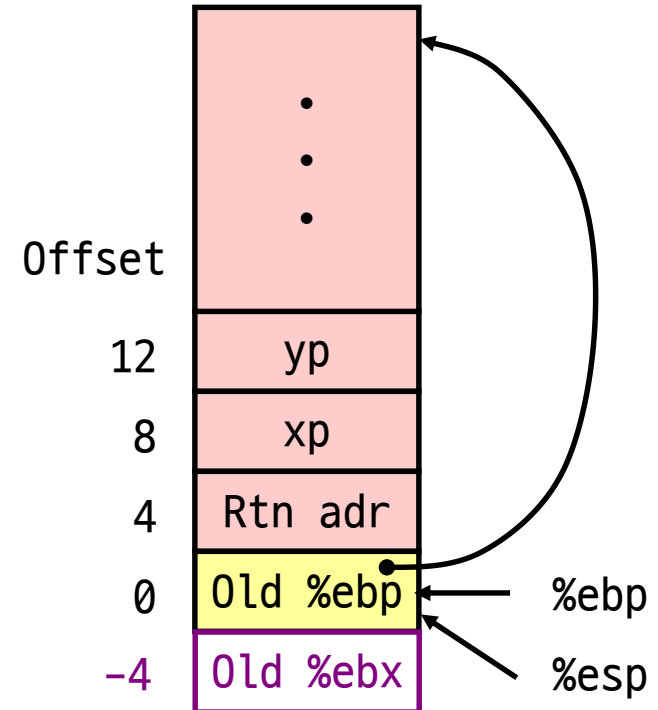 Offset
12 yp
8 xp
4 Rtn adr
0 Old %ebp %ebp
-4 Old %ebx %esp